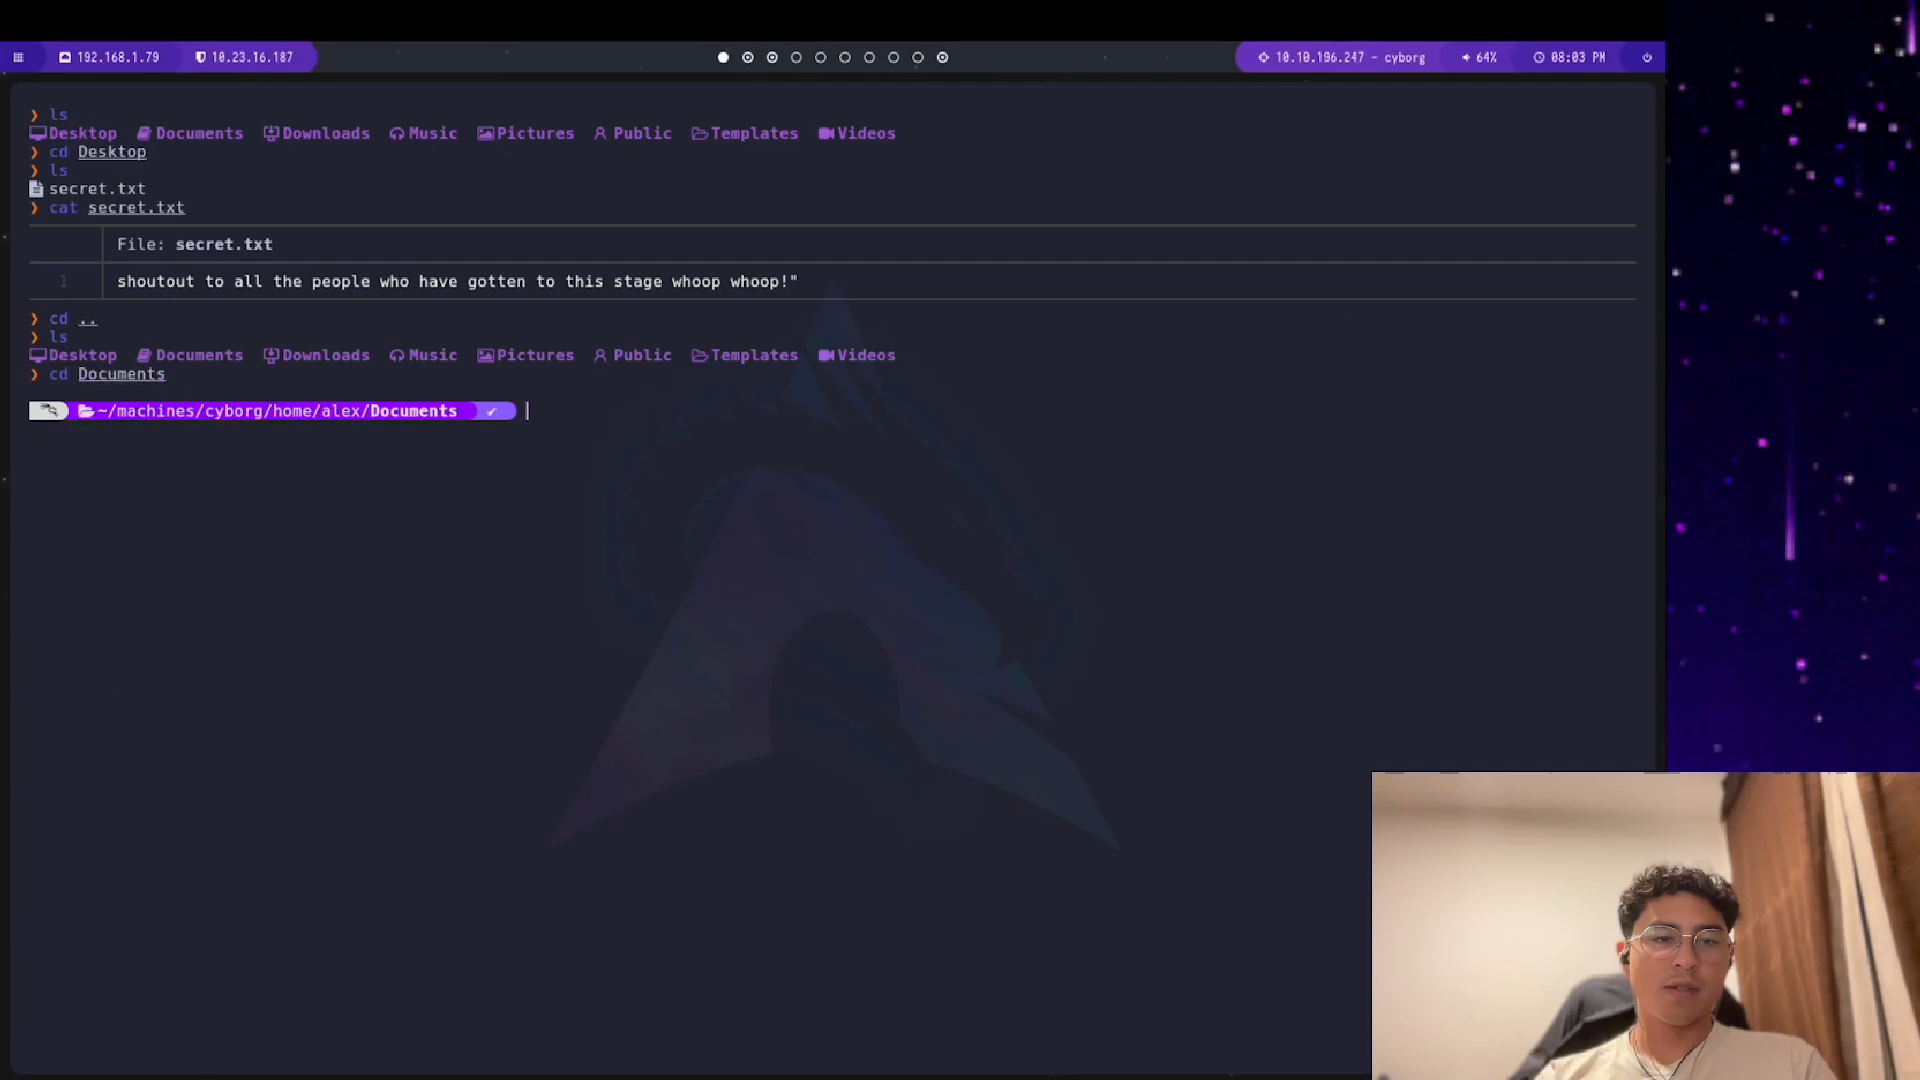 192.168.1.79 10.23.16.187 10.10.196.247 - cyborg 64% 08:03 PM
❯ ls
Desktop Documents Downloads Music Pictures Public Templates Videos
❯ cd Desktop
❯ ls
secret.txt
❯ cat secret.txt
File: secret.txt
1 shoutout to all the people who have gotten to this stage whoop whoop!"
❯ cd ..
❯ ls
Desktop Documents Downloads Music Pictures Public Templates Videos
❯ cd Documents
~/machines/cyborg/home/alex/Documents ✔